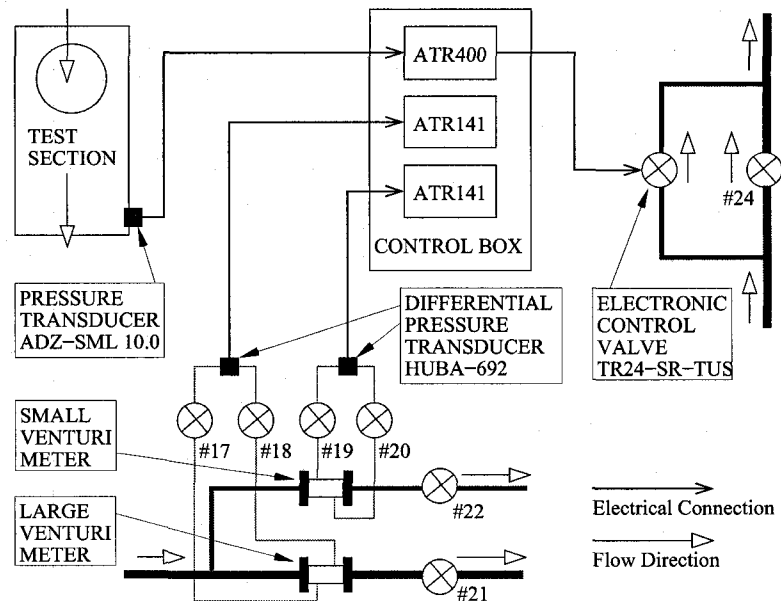 ATR400
ATR141
ATR141
CONTROL BOX
TEST
SECTION
#24
PRESSURE
TRANSDUCER
ADZ-SML 10.0
DIFFERENTIAL
PRESSURE
TRANSDUCER
HUBA-692
ELECTRONIC
CONTROL
VALVE
TR24-SR-TUS
SMALL
VENTURI
METER
#17
#18
#19
#20
#22
LARGE
VENTURI
METER
#21
Electrical Connection
Flow Direction